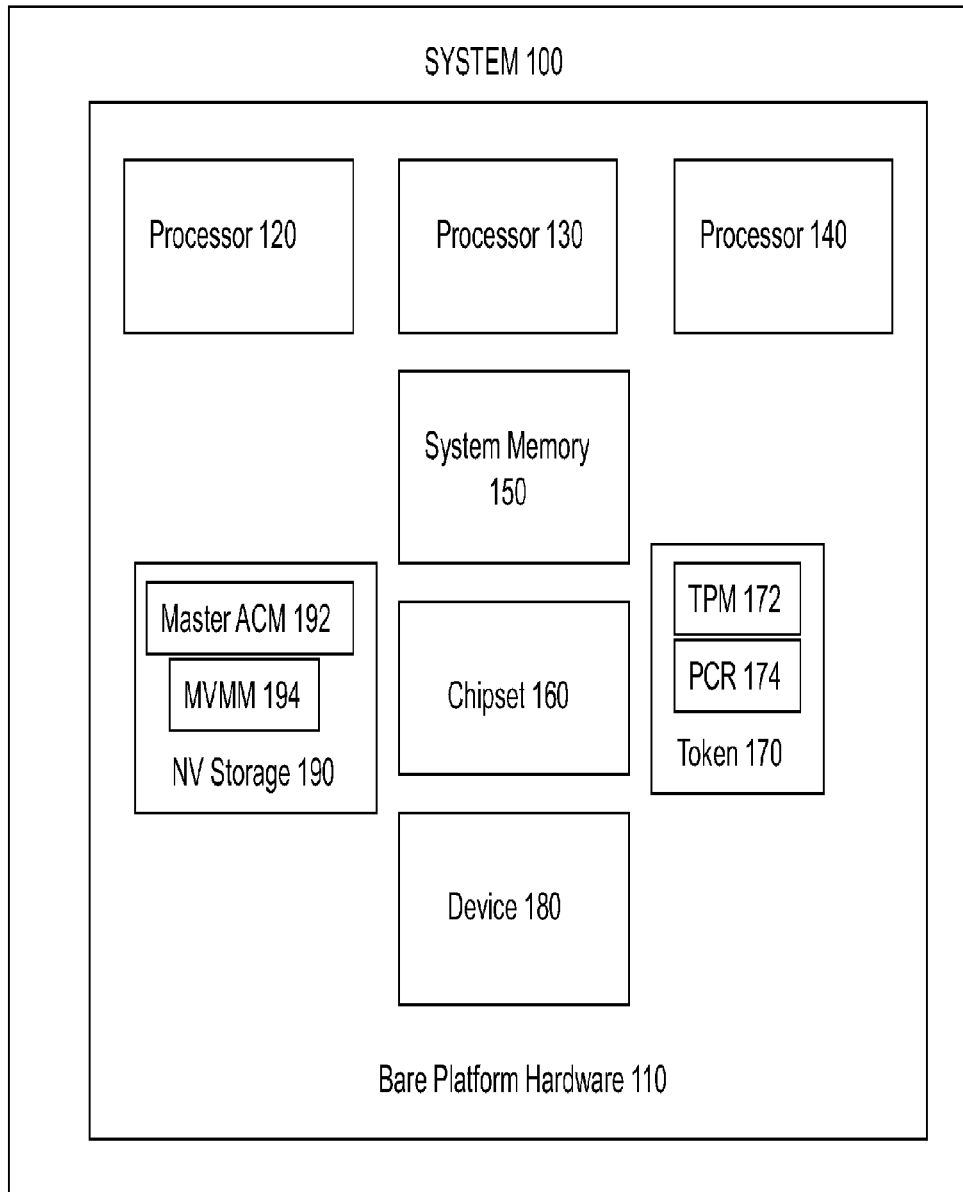 SYSTEM 100
Processor 120
Processor 130
Processor 140
System Memory
150
Master ACM 192
MVMM 194
NV Storage 190
Chipset 160
TPM 172
PCR 174
Token 170
Device 180
Bare Platform Hardware 110